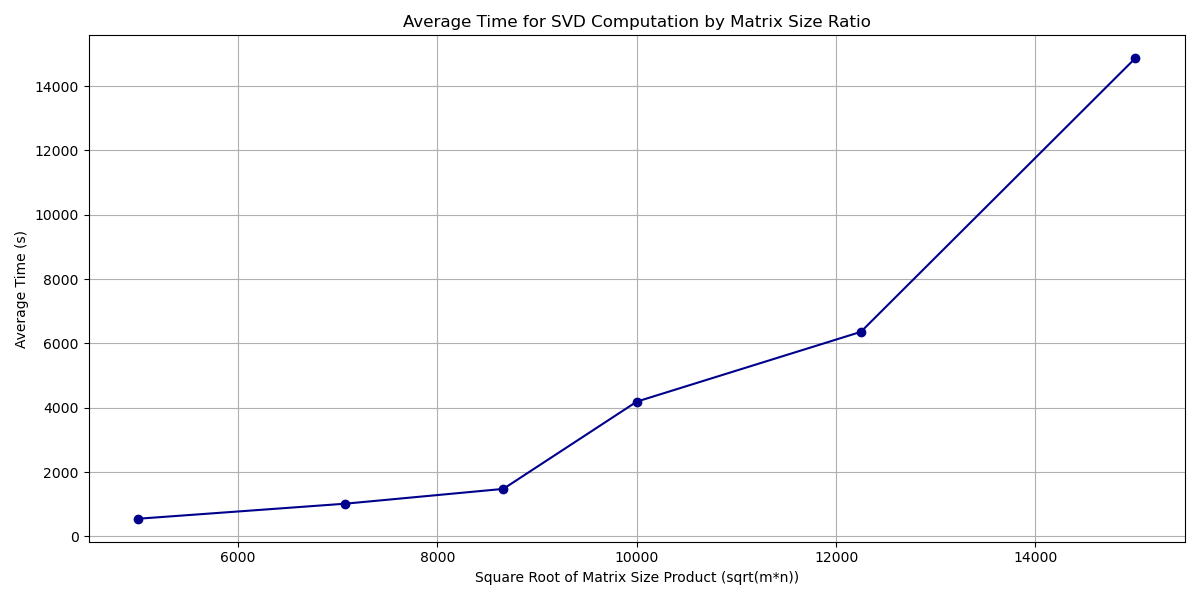 Average Time for SVD Computation by Matrix Size Ratio
14000
12000
10000
8000
6000
4000
2000
0
Average Time (s)
6000 8000 10000 12000 14000
Square Root of Matrix Size Product (sqrt(m*n))